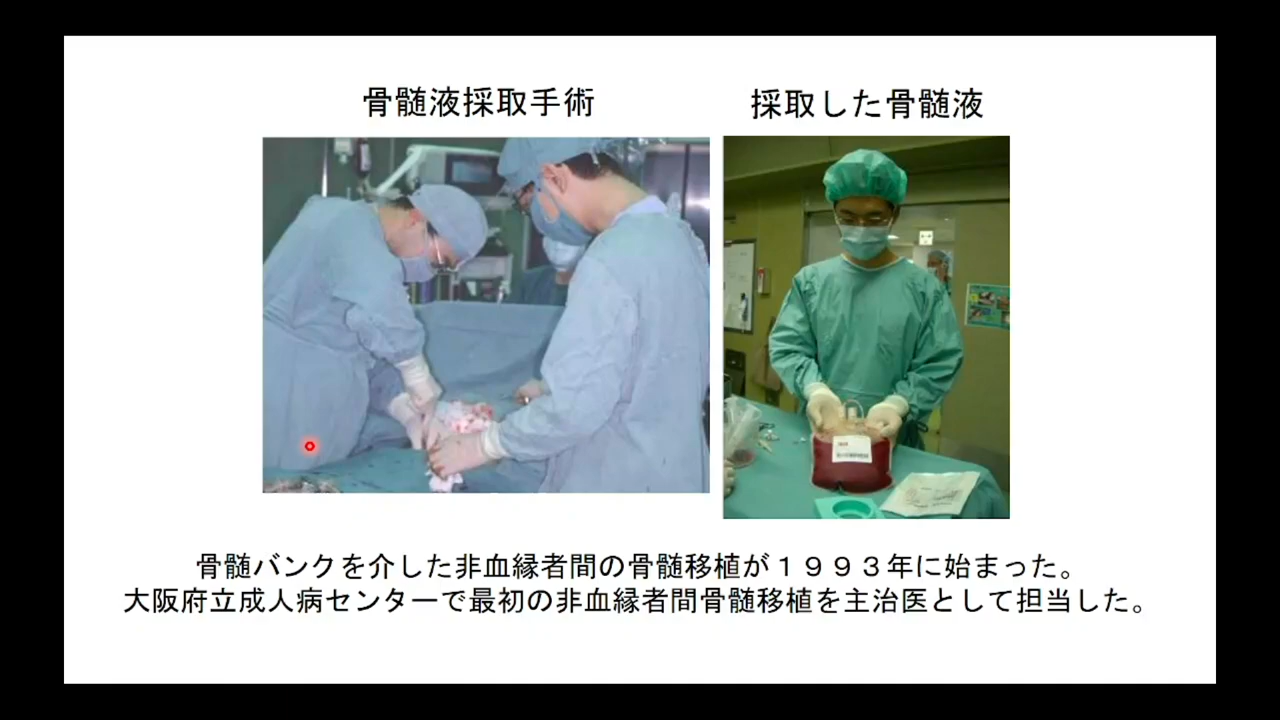 骨髄液採取手術
採取した骨髄液
骨髄バンクを介した非血縁者間の骨髄移植が１９９３年に始まった。
大阪府立成人病センターで最初の非血縁者間骨髄移植を主治医として担当した。